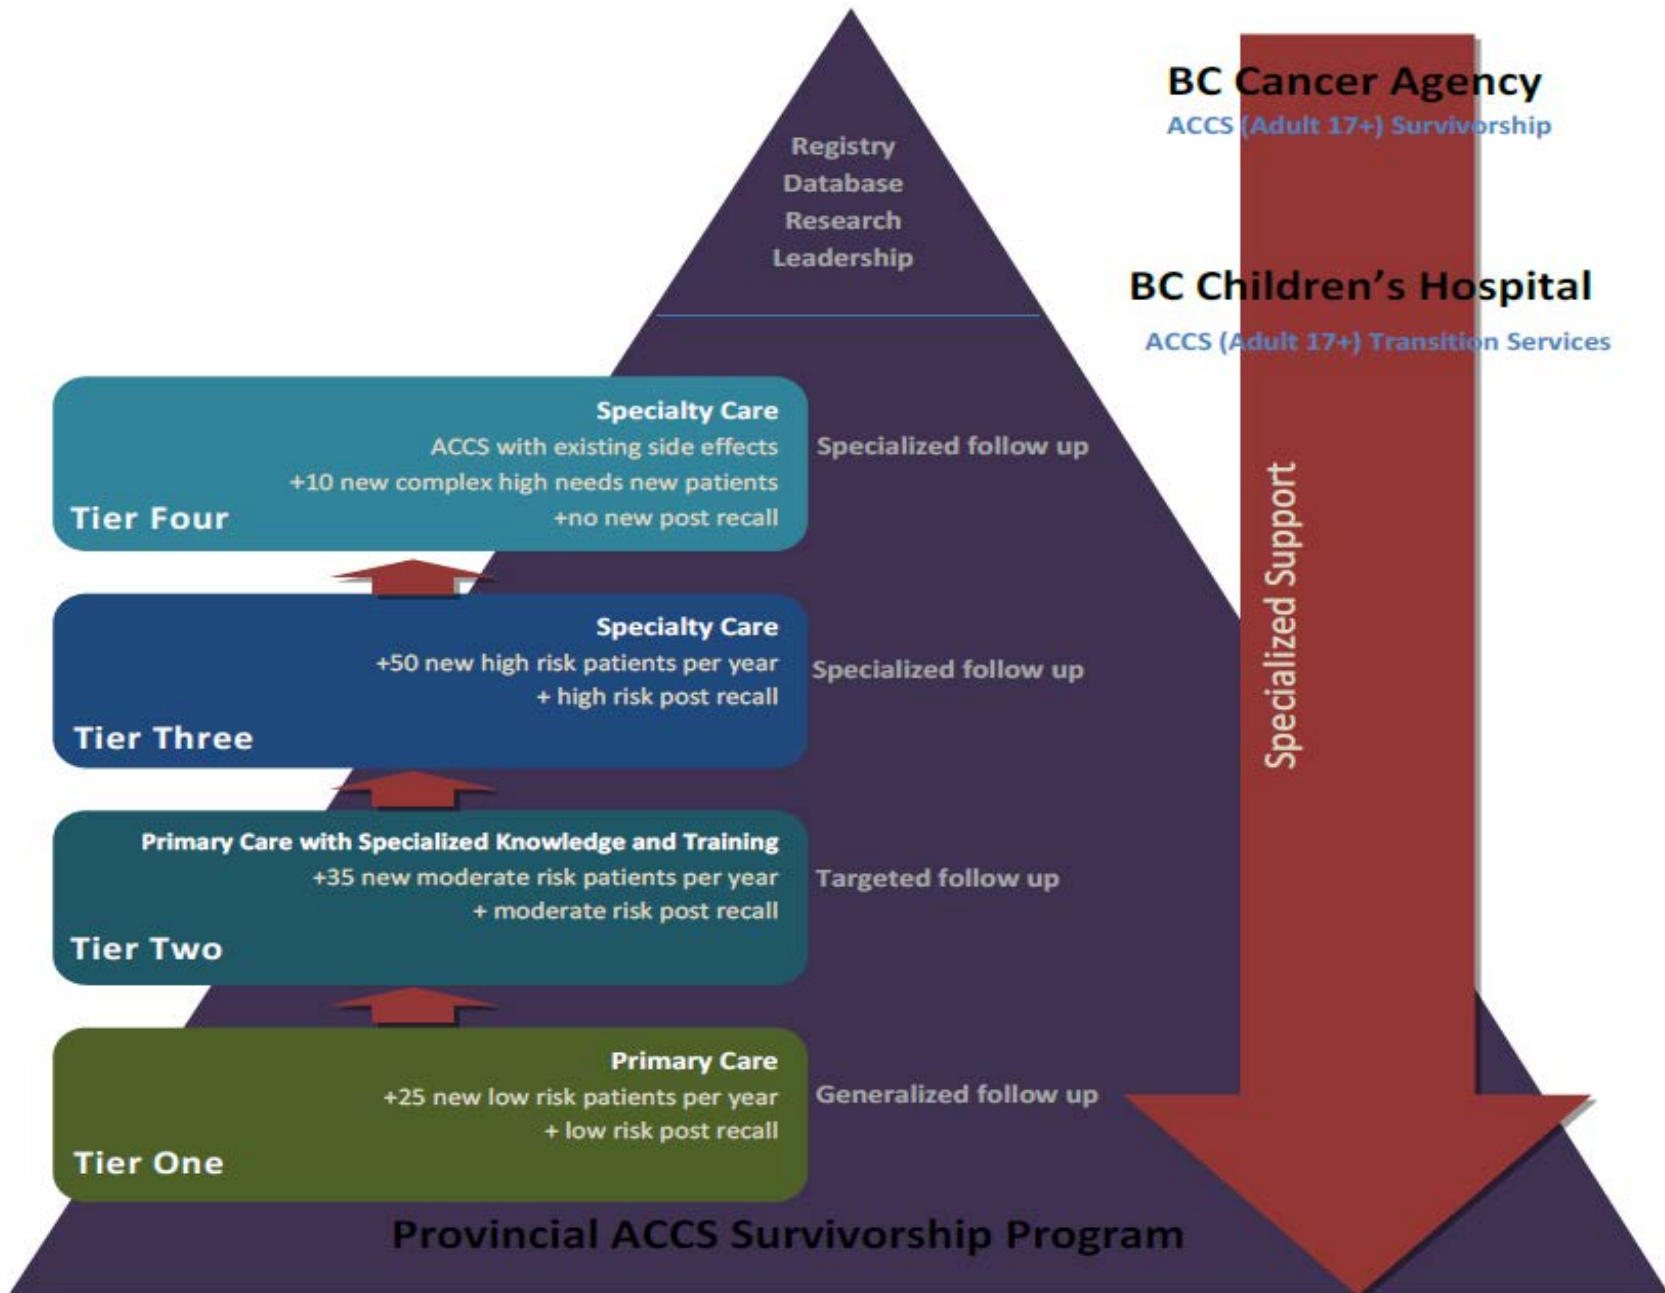 BC Cancer Agency
ACCS (Adult 17+) Survivorship
Registry
Database
Research
Leadership
BC Children’s Hospital
ACCS (Adult 17+) Transition Services
Specialty Care
ACCS with existing side effects
+10 new complex high needs new patients
+no new post recall
Tier Four
Specialized follow up
Specialty Care
+50 new high risk patients per year
+ high risk post recall
Tier Three
Specialized follow up
Specialized Support
Primary Care with Specialized Knowledge and Training
+35 new moderate risk patients per year
+ moderate risk post recall
Tier Two
Targeted follow up
Primary Care
+25 new low risk patients per year
+ low risk post recall
Tier One
Generalized follow up
Provincial ACCS Survivorship Program